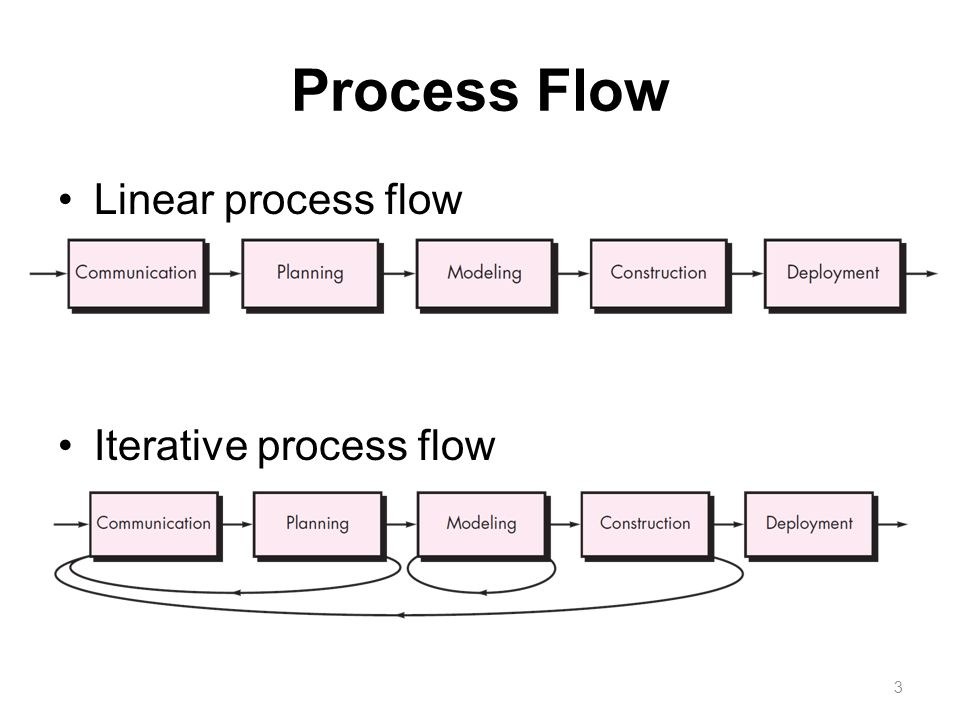 Process Flow
• Linear process flow
Communication
Planning
Modeling
Construction
Deployment
• Iterative process flow
Communication
Planning
Modeling
Construction
Deployment
3